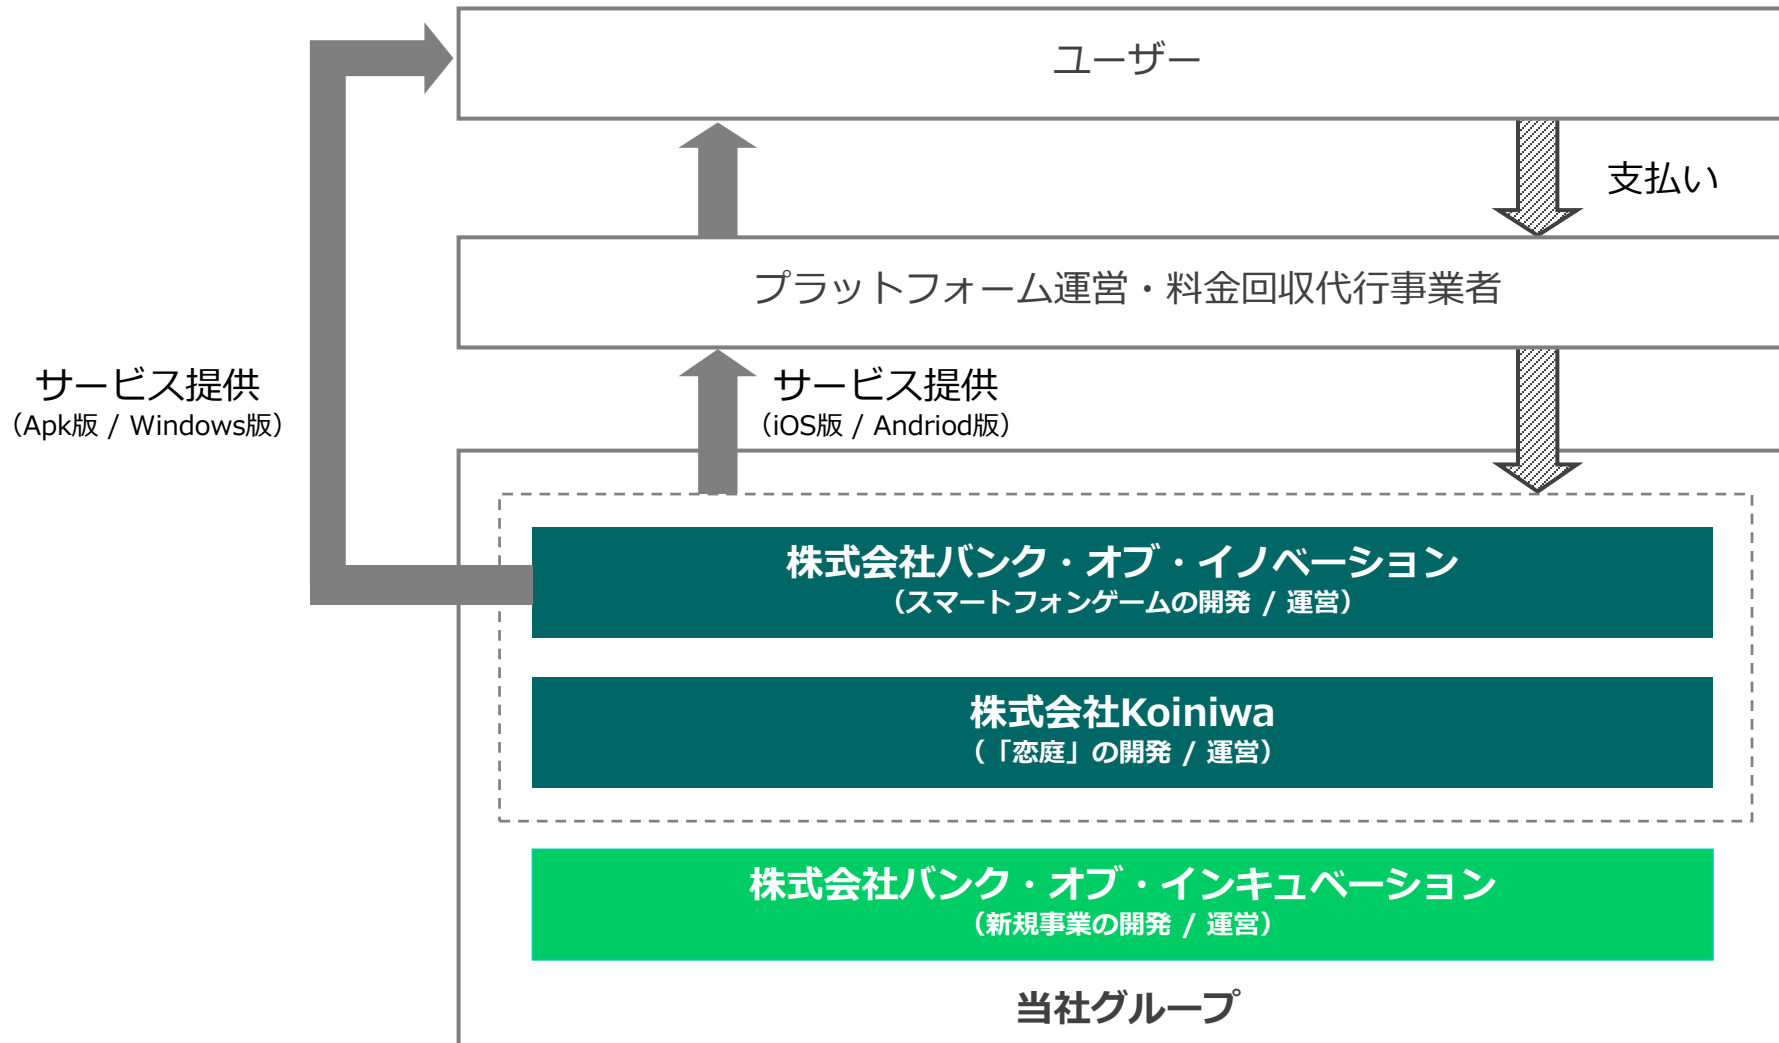 ユーザー
支払い
プラットフォーム運営・料金回収代行事業者
サービス提供
（Apk版 / Windows版）
サービス提供
（iOS版 / Andriod版）
株式会社バンク・オブ・イノベーション
（スマートフォンゲームの開発 / 運営）
株式会社Koiniwa
（「恋庭」の開発 / 運営）
株式会社バンク・オブ・インキュベーション
（新規事業の開発 / 運営）
当社グループ